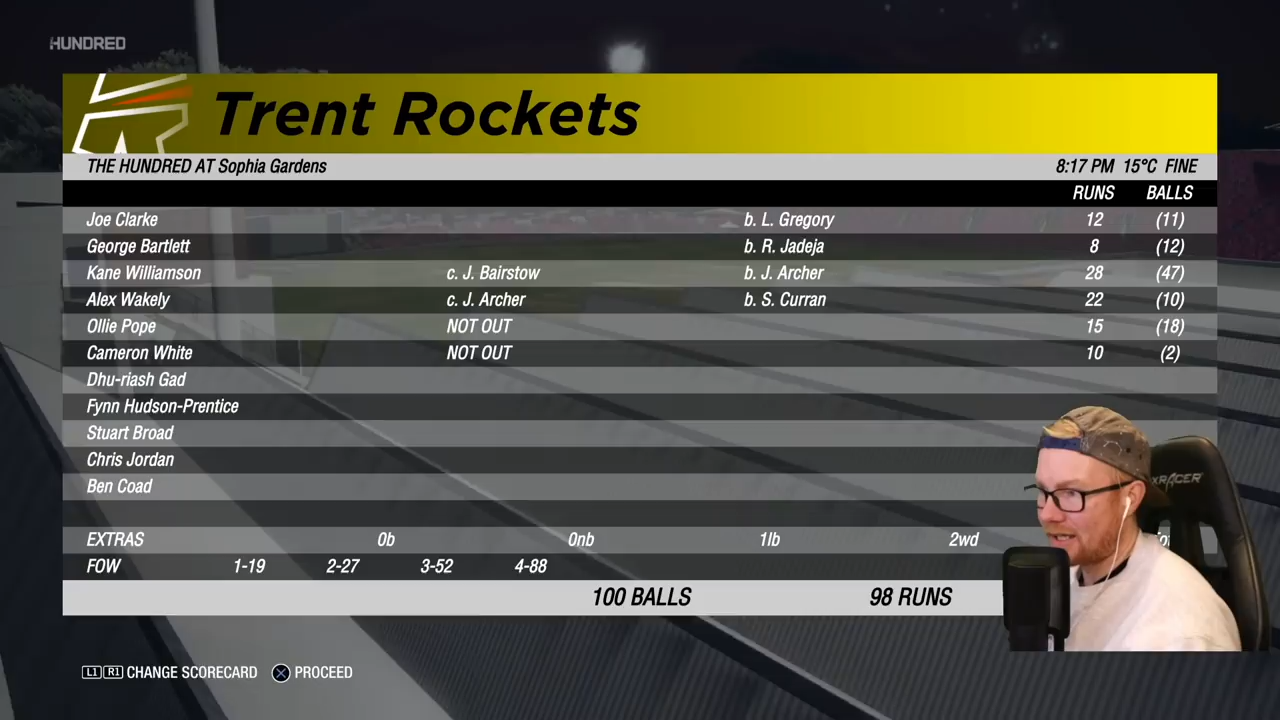 HUNDRED
Trent Rockets
THE HUNDRED AT Sophia Gardens 8:17 PM 15°C FINE
RUNS BALLS
Joe Clarke b. L. Gregory 12 (11)
George Bartlett b. R. Jadeja 8 (12)
Kane Williamson c. J. Bairstow b. J. Archer 28 (47)
Alex Wakely c. J. Archer b. S. Curran 22 (10)
Ollie Pope NOT OUT 15 (18)
Cameron White NOT OUT 10 (2)
Dhu-riash Gad
Fynn Hudson-Prentice
Stuart Broad
Chris Jordan
Ben Coad
XRACER
EXTRAS 0b 0nb 1lb 2wd
FOW 1-19 2-27 3-52 4-88
100 BALLS 98 RUNS
L1 R1 CHANGE SCORECARD PROCEED